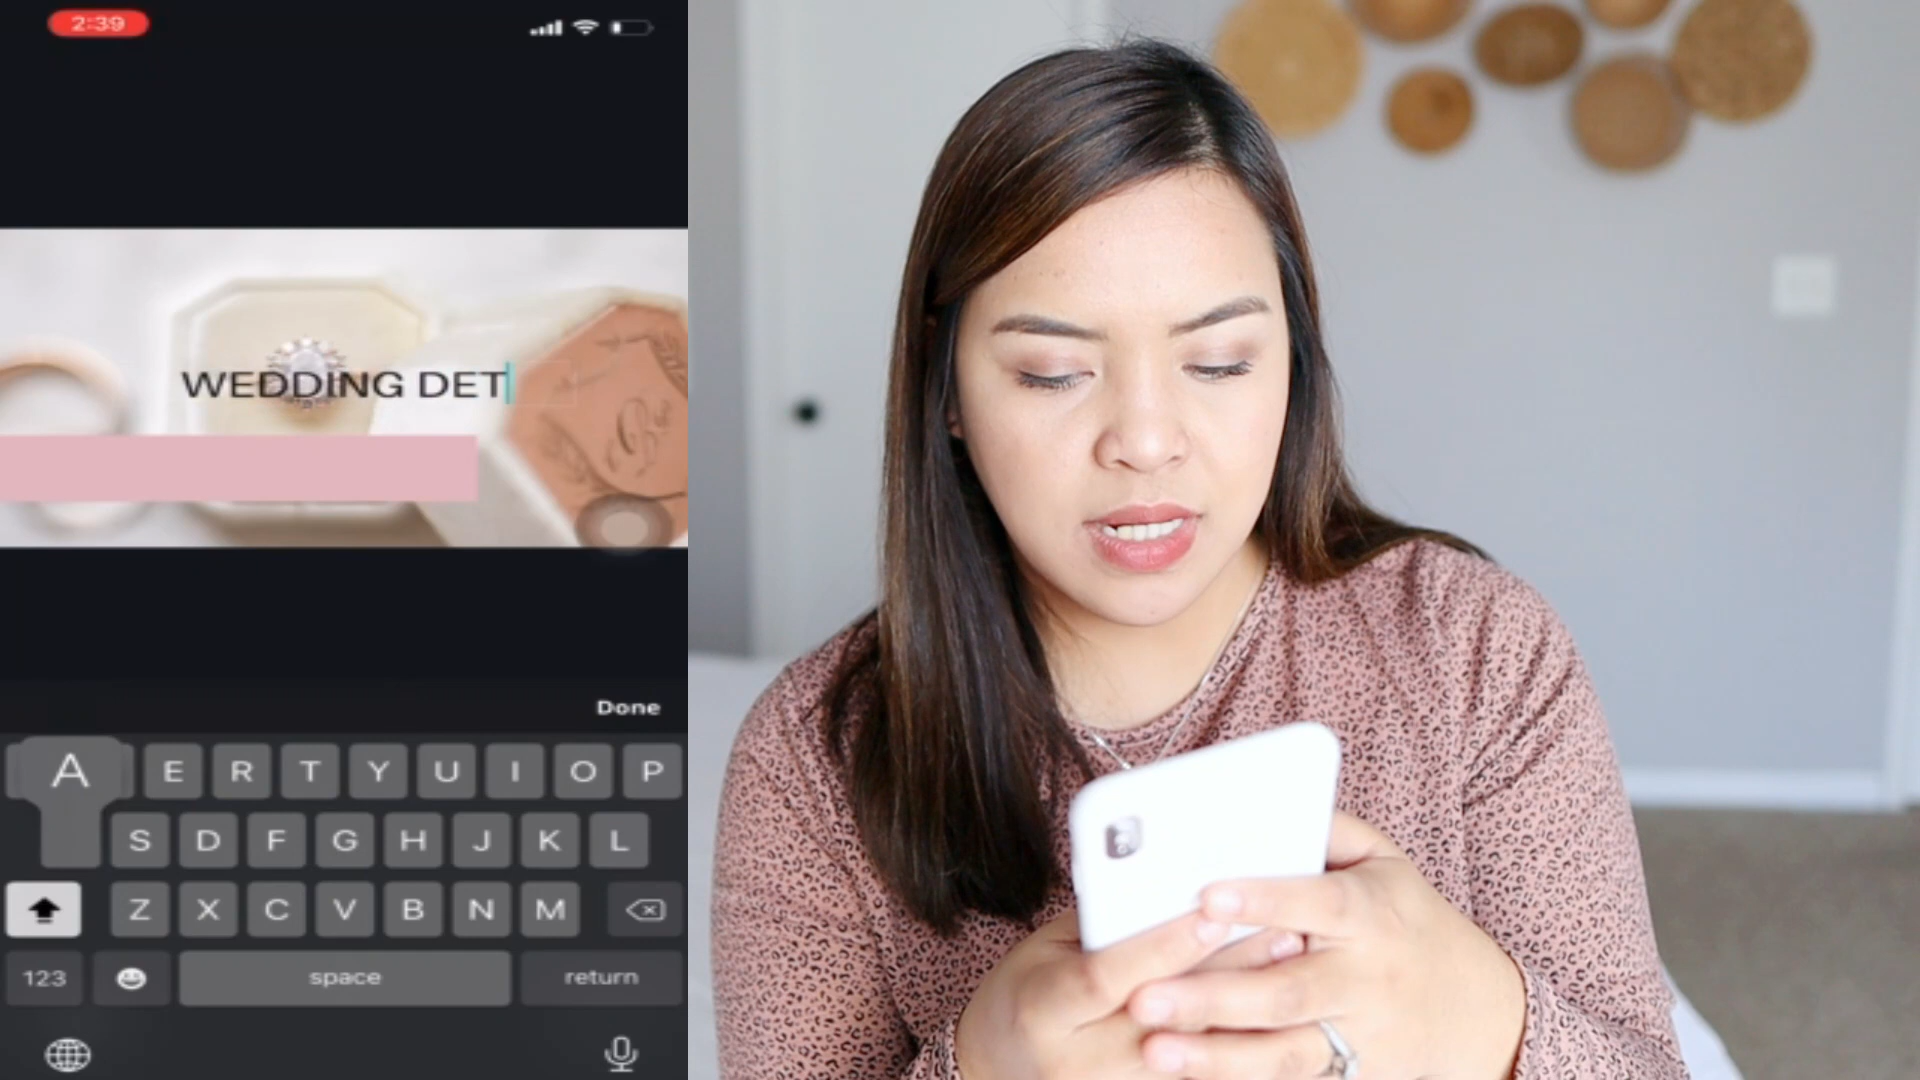 2:39
WEDDING DET
Done
A E R T Y U I O P
S D F G H J K L
Z X C V B N M
123 space return